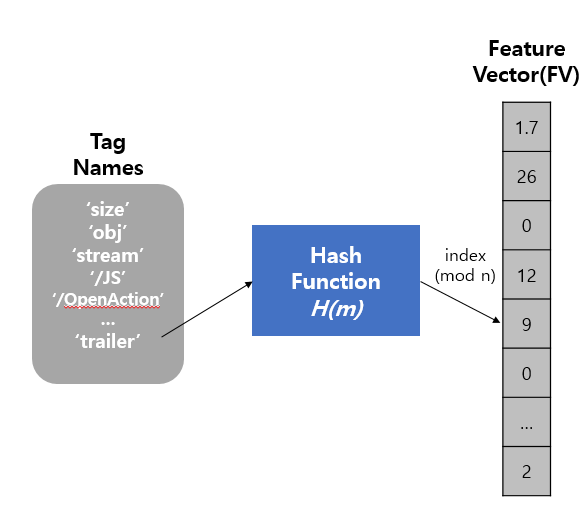 Feature
Vector(FV)
Tag
Names
‘size’
‘obj’
‘stream’
‘/JS’
‘/OpenAction’
...
‘trailer’
Hash
Function
H(m)
index
(mod n)
1.7
26
0
12
9
0
...
2